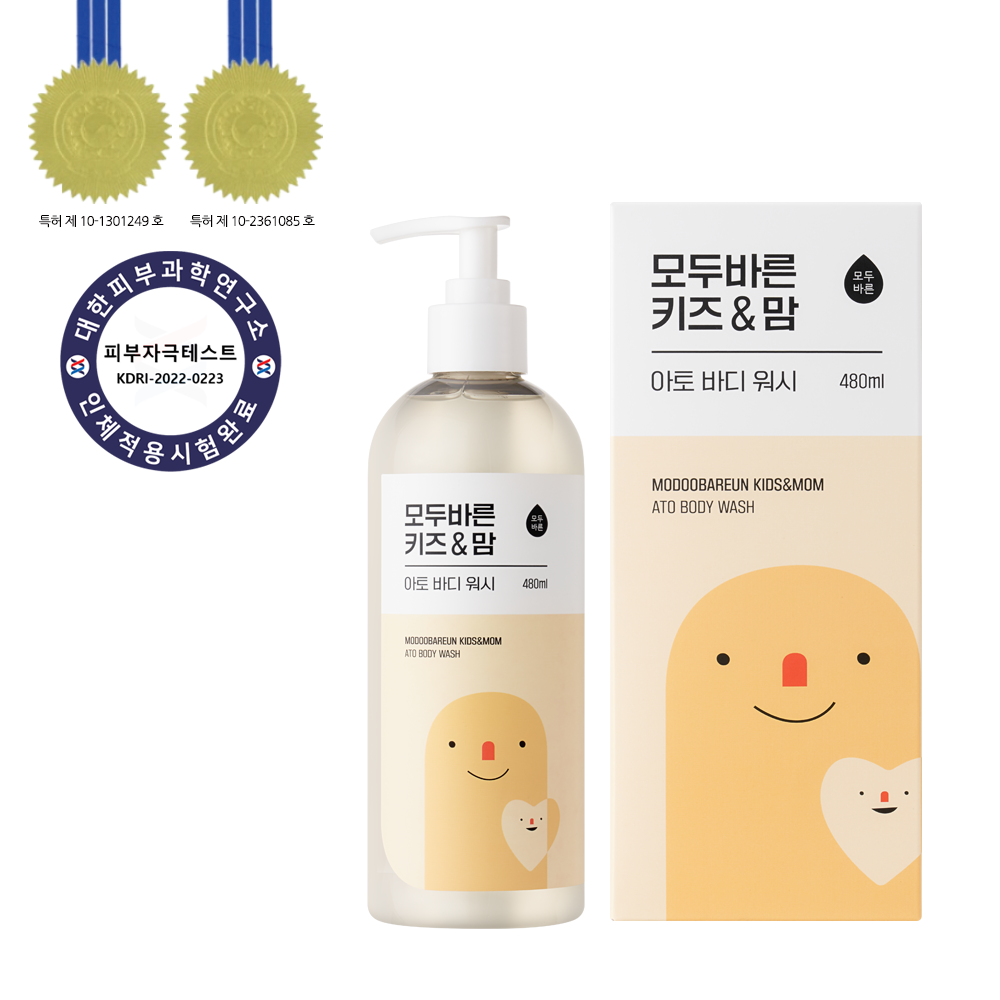 특허 제 10-1301249 호
특허 제 10-2361085 호
대한피부과학연구소
피부자극테스트
KDRI-2022-0223
인체적용시험완료
모두바른
키즈 & 맘
모두
바른
아토 바디 워시 480ml
MODOOBAREUN KIDS&MOM
ATO BODY WASH
모두바른
키즈 & 맘
모두
바른
아토 바디 워시 480ml
MODOOBAREUN KIDS&MOM
ATO BODY WASH